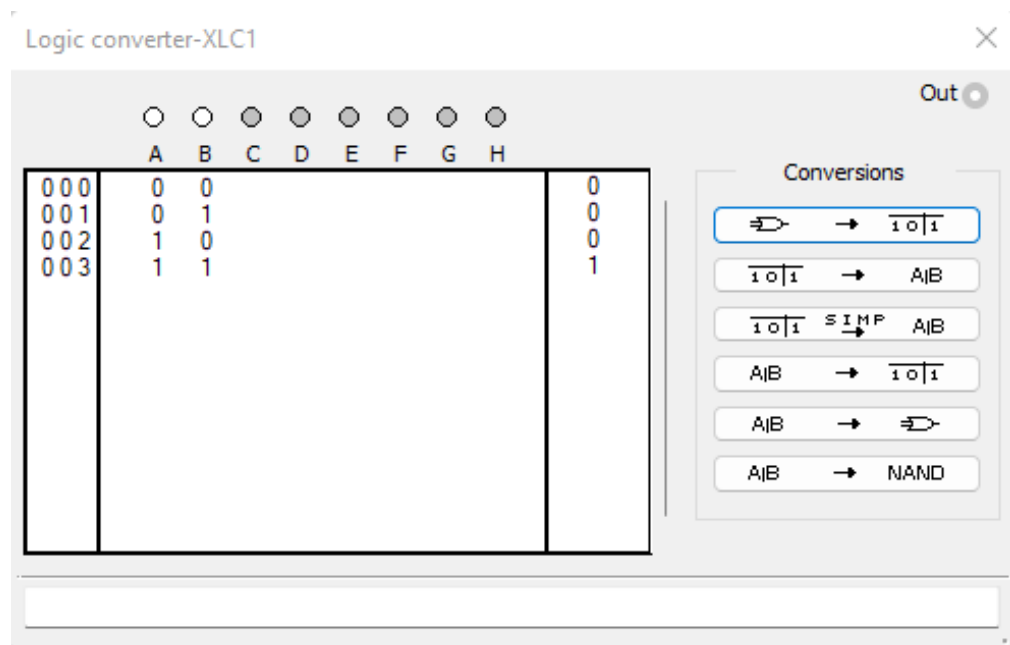 Logic converter-XLC1
Out
A B C D E F G H
Conversions
000 0 0 0
001 0 1 0
002 1 0 0
003 1 1 1
→ 1 0 1
1 0 1 → A|B
1 0 1 SIMP → A|B
A|B → 1 0 1
A|B →
A|B → NAND